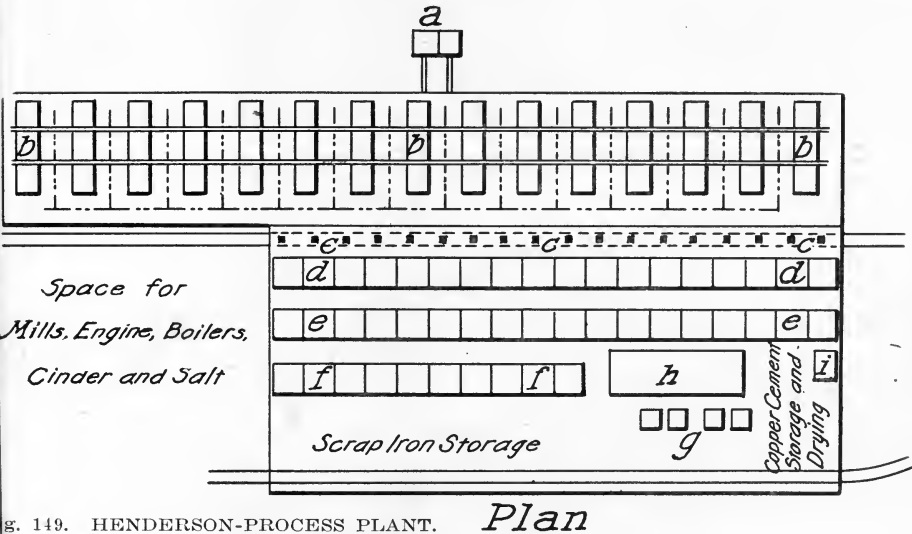 a
b b b
c c c
d d
e e
f f h i
g
Space for
Mills, Engine, Boilers,
Cinder and Salt
Scrap Iron Storage
Copper Cement
Storage and
Drying
g. 149. HENDERSON-PROCESS PLANT. Plan